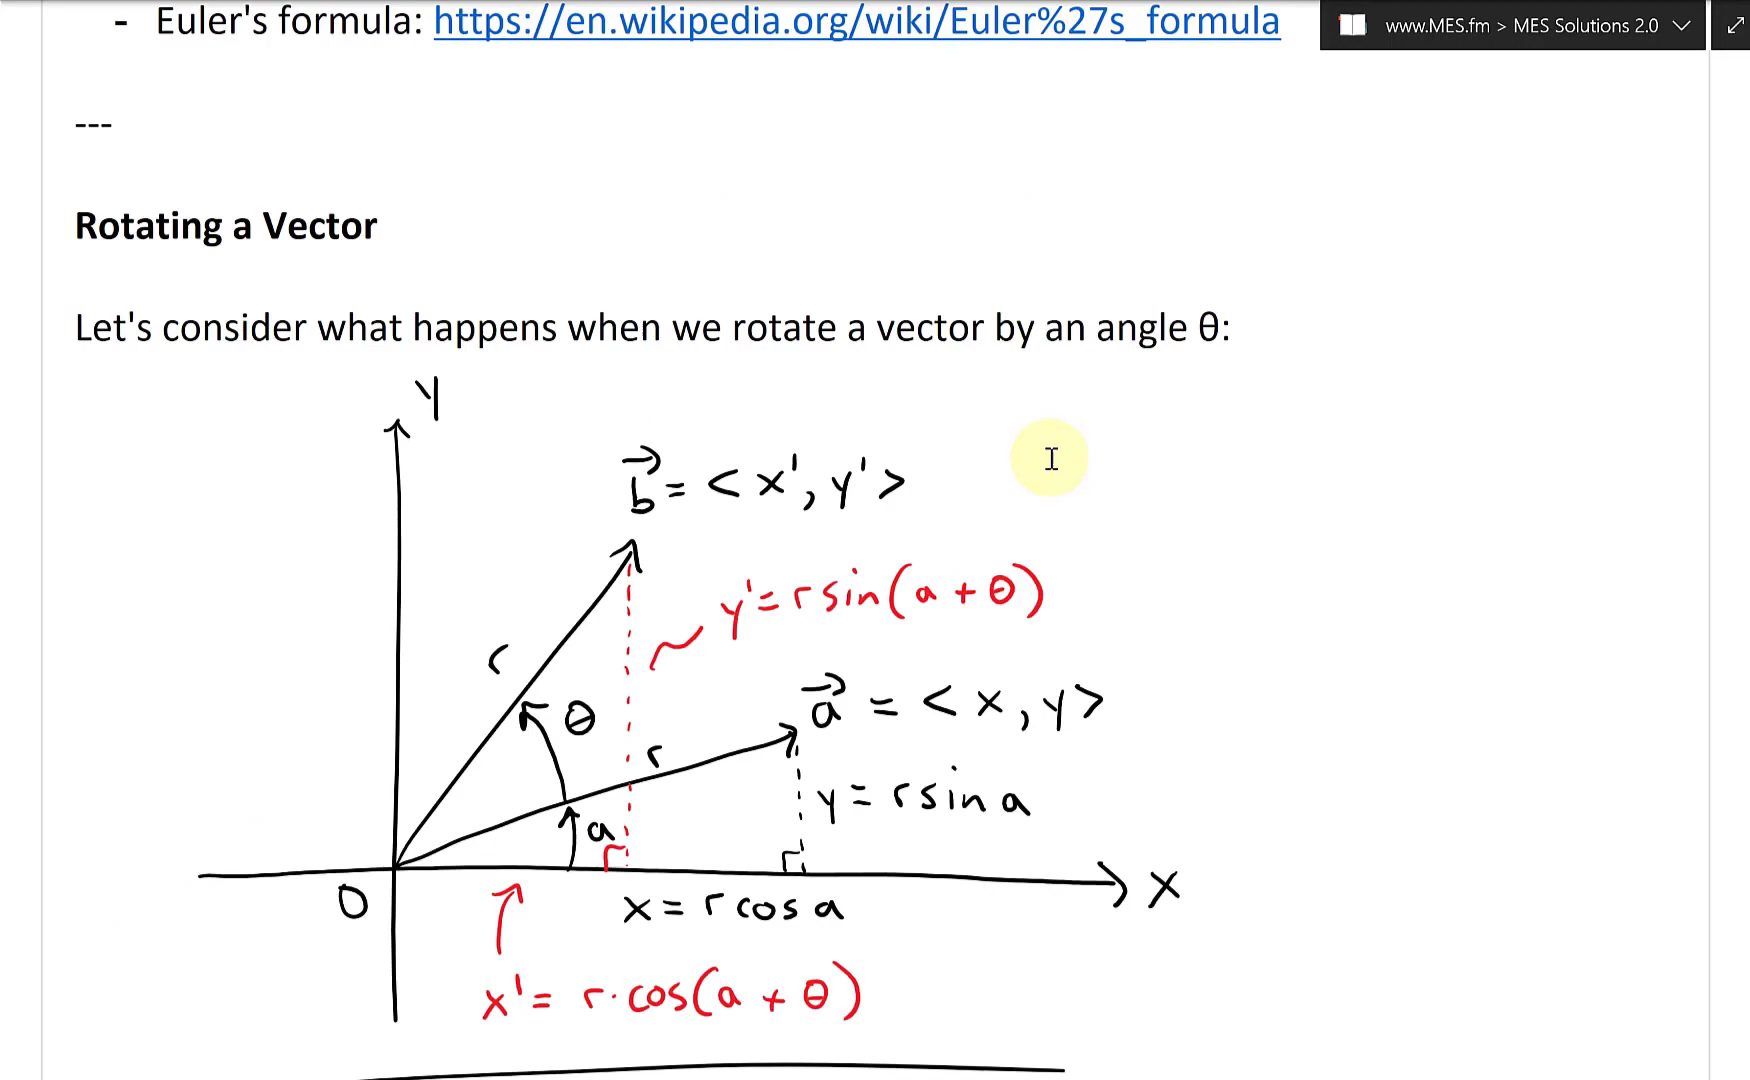 - Euler's formula: https://en.wikipedia.org/wiki/Euler%27s_formula
www.MES.fm > MES Solutions 2.0
---
Rotating a Vector
Let's consider what happens when we rotate a vector by an angle θ:
Y
b⃗ = < x', y' >
y' = r sin(a + θ)
r
a⃗ = < x, y >
θ
r
y = r sin a
a
O
x = r cos a
X
x' = r · cos(a + θ)